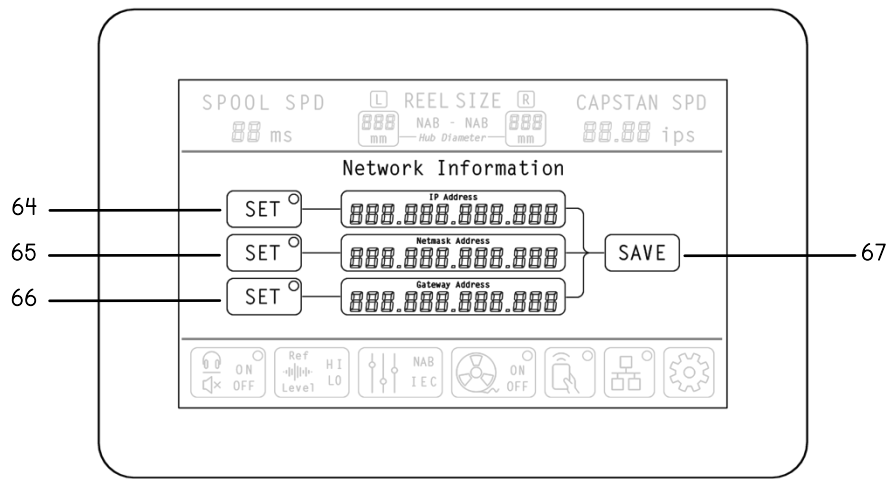 SPOOL SPD
88 ms
L REEL SIZE R
888 mm
NAB - NAB
Hub Diameter
888 mm
CAPSTAN SPD
88.88 ips
Network Information
64
SET
IP Address
888.888.888.888
65
SET
Netmask Address
888.888.888.888
SAVE
67
66
SET
Gateway Address
888.888.888.888
ON
OFF
Ref
Level
HI
LO
NAB
IEC
ON
OFF